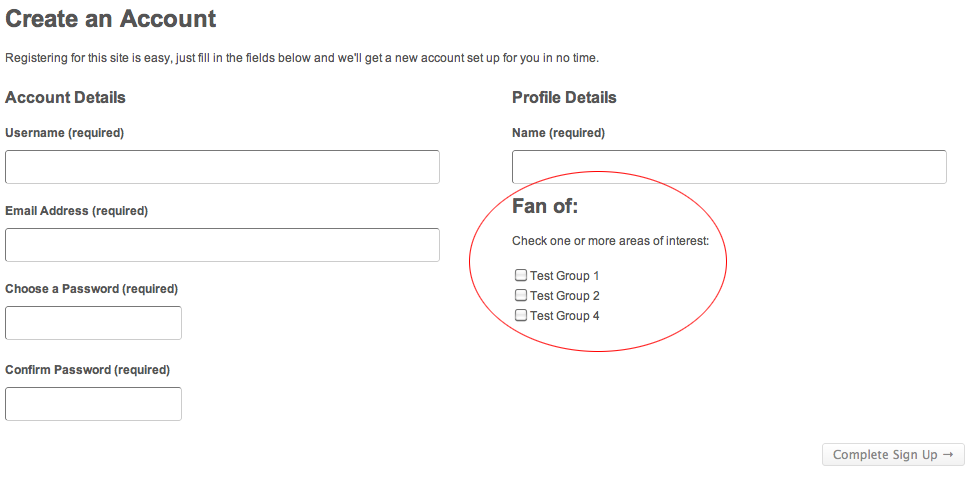 Create an Account
Registering for this site is easy, just fill in the fields below and we'll get a new account set up for you in no time.
Account Details
Username (required)
Email Address (required)
Choose a Password (required)
Confirm Password (required)
Profile Details
Name (required)
Fan of:
Check one or more areas of interest:
Test Group 1
Test Group 2
Test Group 4
Complete Sign Up →